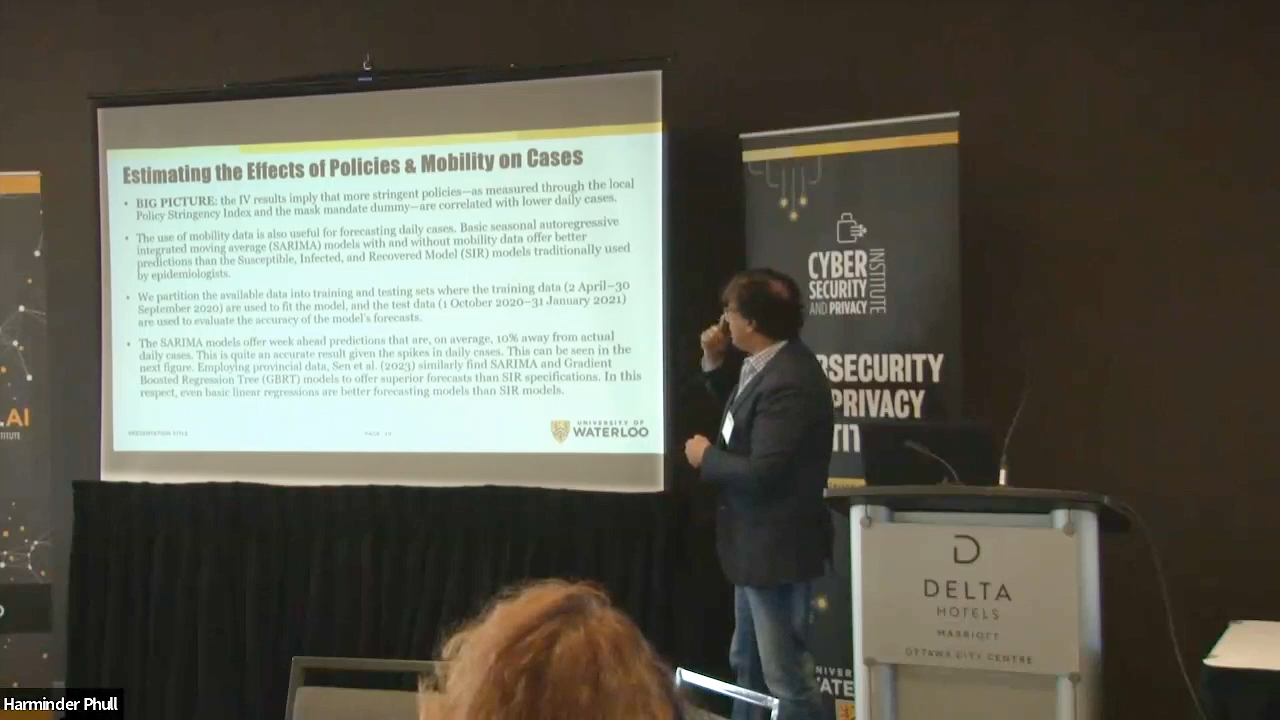 Estimating the Effects of Policies & Mobility on Cases
• BIG PICTURE: the IV results imply that more stringent policies—as measured through the local
Policy Stringency Index and the mask mandate dummy—are correlated with lower daily cases.
• The use of mobility data is also useful for forecasting daily cases. Basic seasonal autoregressive
integrated moving average (SARIMA) models with and without mobility data offer better
predictions than the Susceptible, Infected, and Recovered Model (SIR) models traditionally used
by epidemiologists.
• We partition the available data into training and testing sets where the training data (2 April–30
September 2020) are used to fit the model, and the test data (1 October 2020–31 January 2021)
are used to evaluate the accuracy of the model's forecasts.
• The SARIMA models offer week ahead predictions that are, on average, 10% away from actual
daily cases. This is quite an accurate result given the spikes in daily cases. This can be seen in the
next figure. Employing provincial data, Sen et al. (2023) similarly find SARIMA and Gradient
Boosted Regression Tree (GBRT) models to offer superior forecasts than SIR specifications. In this
respect, even basic linear regressions are better forecasting models than SIR models.
PRESENTATION TITLE
PAGE
UNIVERSITY OF
WATERLOO
.AI
TITUTE
CYBER
SECURITY
AND PRIVACY
INSTITUTE
RSECURITY
PRIVACY
TIT
NIVER
ATE
DELTA
HOTELS
MARRIOTT
OTTAWA CITY CENTRE
Harminder Phull